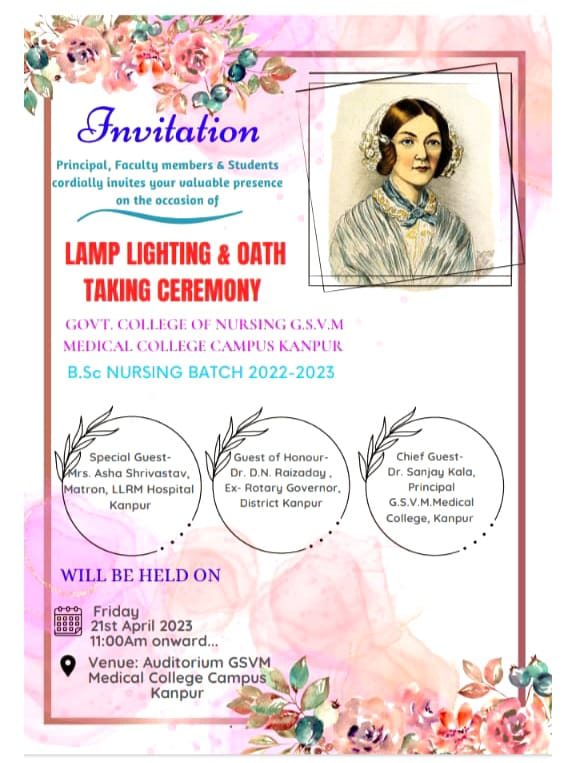 Invitation
Principal, Faculty members & Students
cordially invites your valuable presence
on the occasion of
LAMP LIGHTING & OATH
TAKING CEREMONY
GOVT. COLLEGE OF NURSING G.S.V.M
MEDICAL COLLEGE CAMPUS KANPUR
B.Sc NURSING BATCH 2022-2023
Special Guest-
Mrs. Asha Shrivastav,
Matron, LLRM Hospital
Kanpur
Guest of Honour-
Dr. D.N. Raizaday ,
Ex- Rotary Governor,
District Kanpur
Chief Guest-
Dr. Sanjay Kala,
Principal
G.S.V.M.Medical
College, Kanpur
WILL BE HELD ON
Friday
21st April 2023
11:00Am onward...
Venue: Auditorium GSVM
Medical College Campus
Kanpur